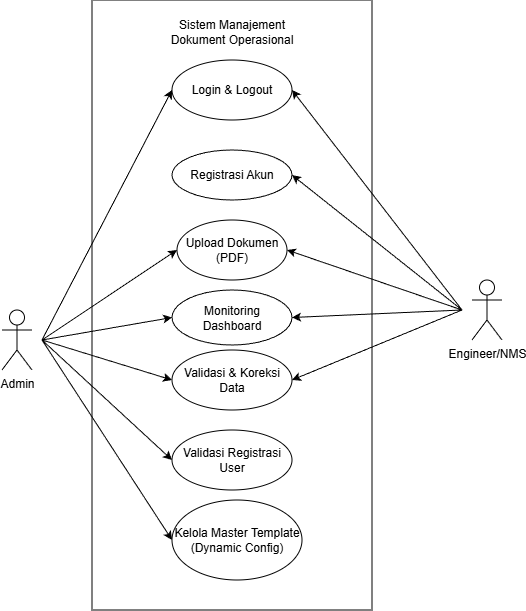 Sistem Manajement
Dokument Operasional
Login & Logout
Registrasi Akun
Upload Dokumen
(PDF)
Monitoring
Dashboard
Engineer/NMS
Admin
Validasi & Koreksi
Data
Validasi Registrasi
User
Kelola Master Template
(Dynamic Config)